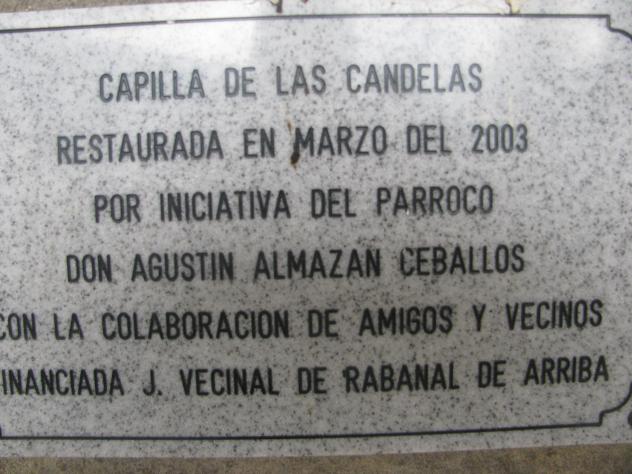 CAPILLA DE LAS CANDELAS
RESTAURADA EN MARZO DEL 2003
POR INICIATIVA DEL PARROCO
DON AGUSTIN ALMAZAN CEBALLOS
CON LA COLABORACION DE AMIGOS Y VECINOS
INANCIADA J. VECINAL DE RABANAL DE ARRIBA